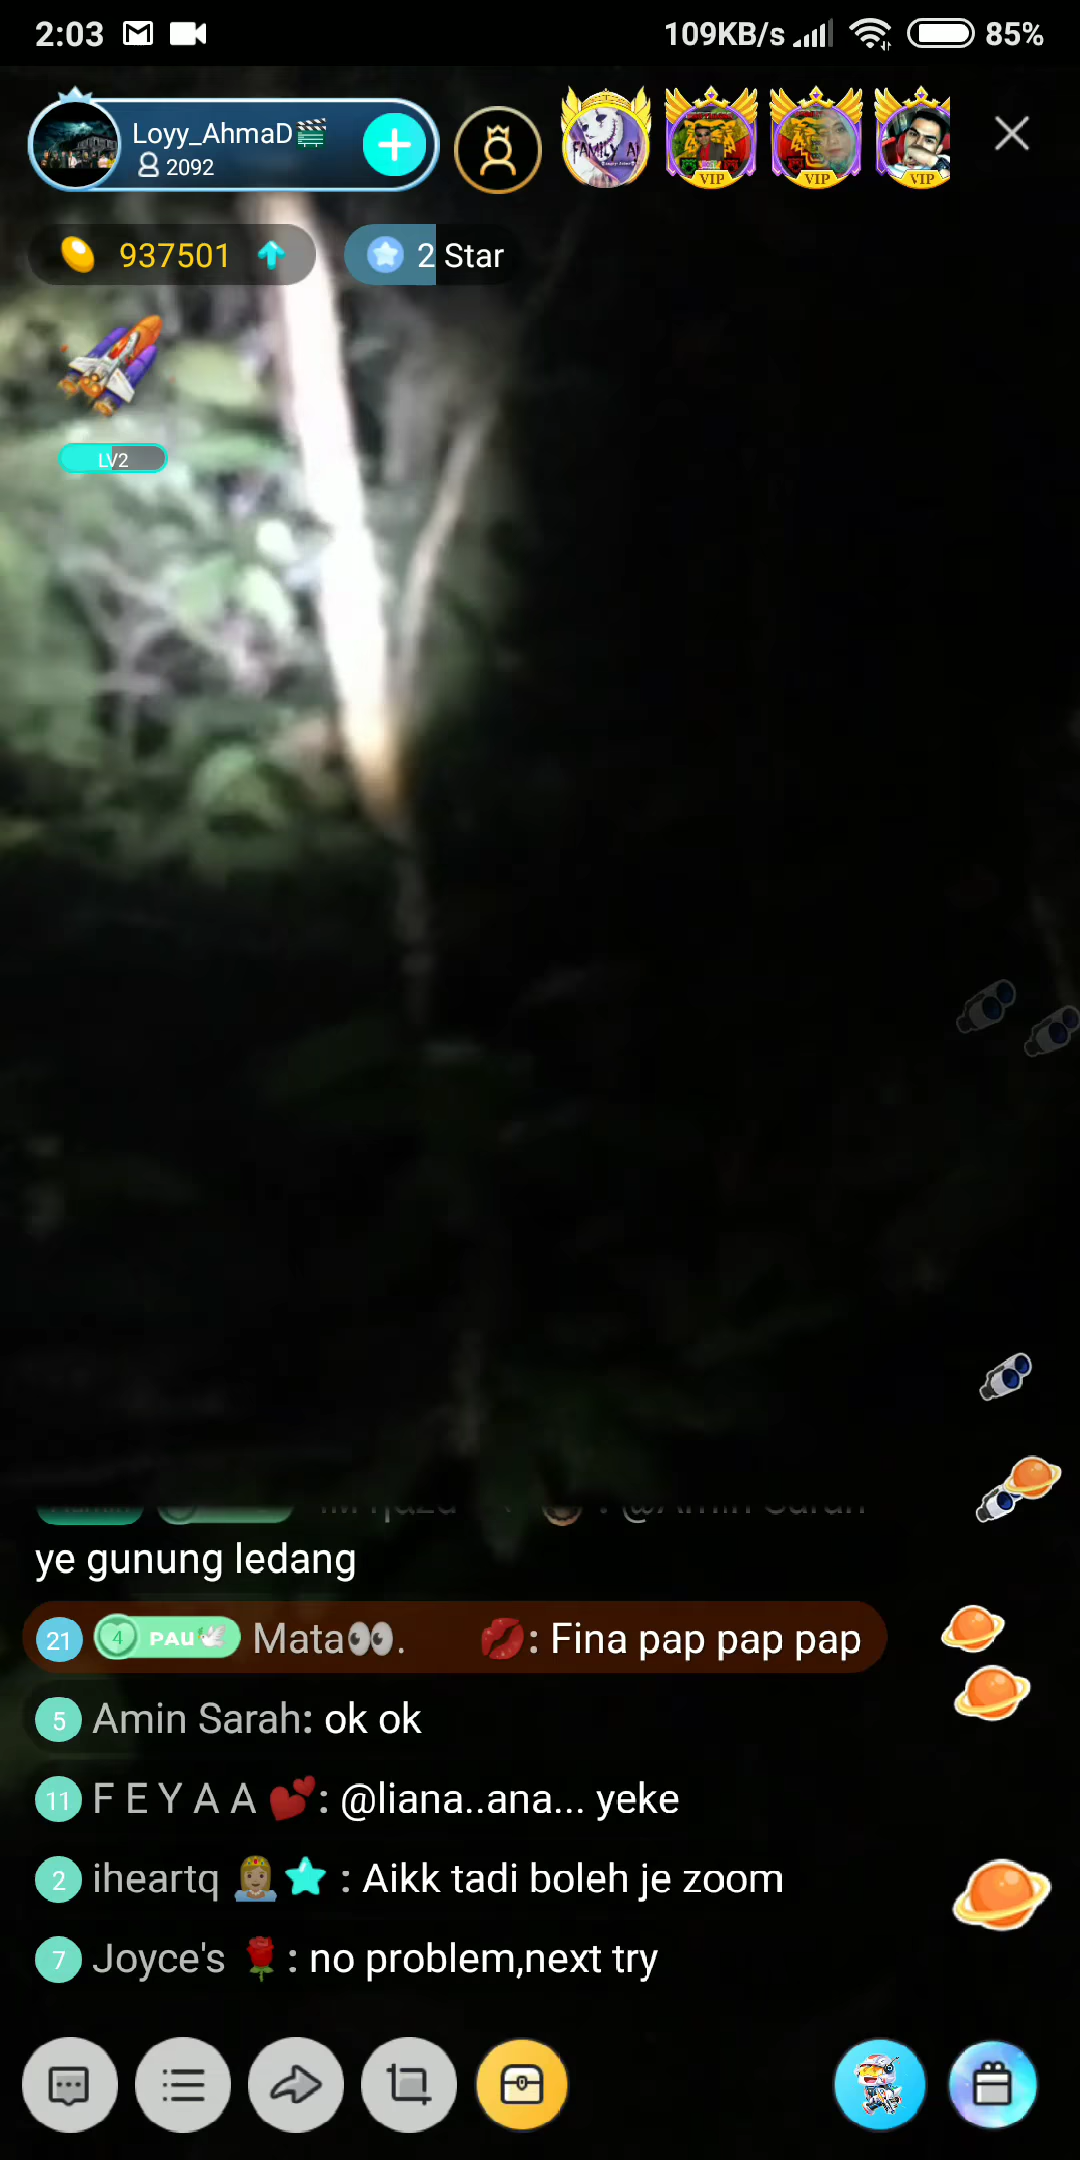 2:03 109KB/s 85%
Loyy_AhmaD🎬
2092
FAMILY AI
VIP VIP VIP
937501 2 Star
LV2
ye gunung ledang
21 4 PAU🕊 Mata👀. 💋: Fina pap pap pap
5 Amin Sarah: ok ok
11 F E Y A A 💕: @liana..ana... yeke
2 iheartq 👸🏼⭐ : Aikk tadi boleh je zoom
7 Joyce's 🌹: no problem,next try